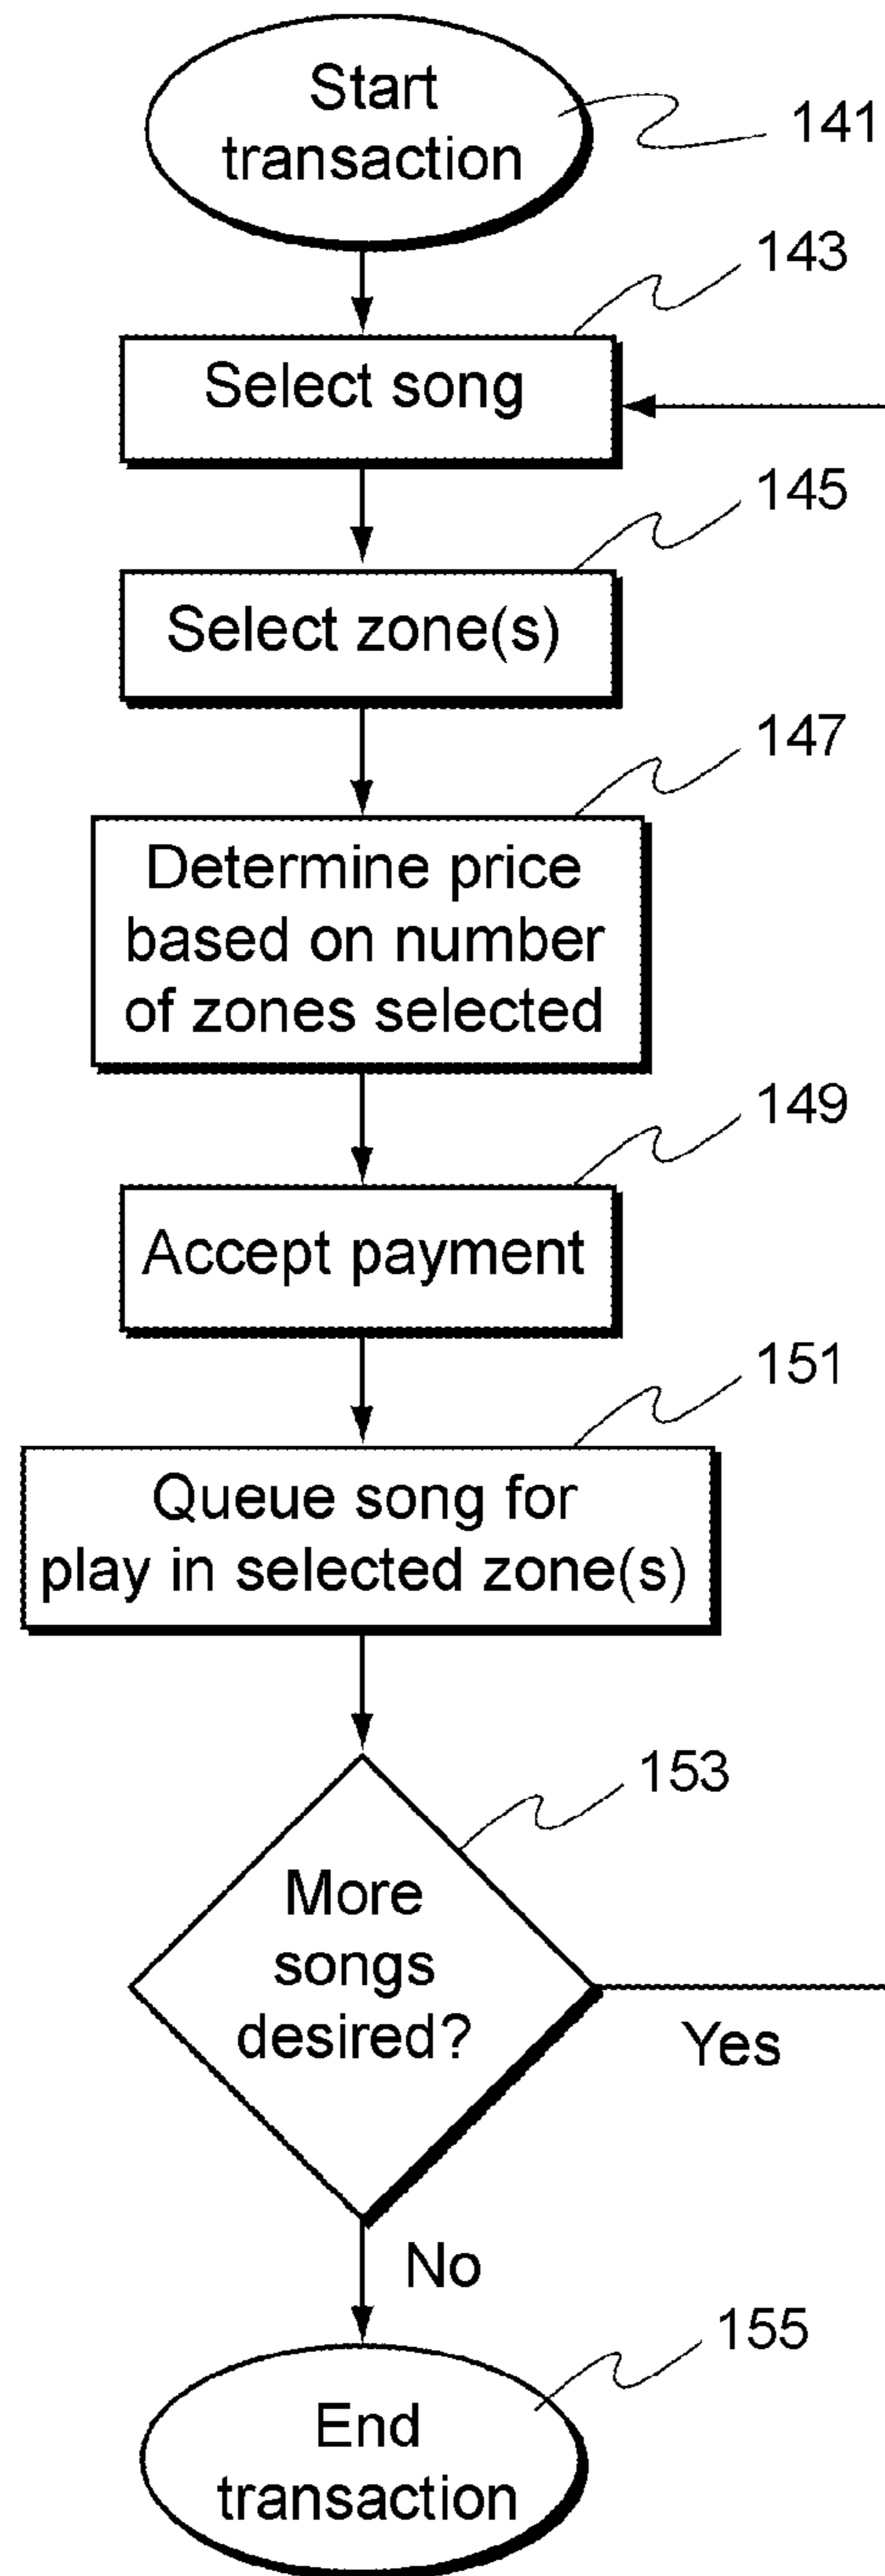 Start
transaction
141
143
Select song
145
Select zone(s)
147
Determine price
based on number
of zones selected
149
Accept payment
151
Queue song for
play in selected zone(s)
153
More
songs
desired?
Yes
No
155
End
transaction